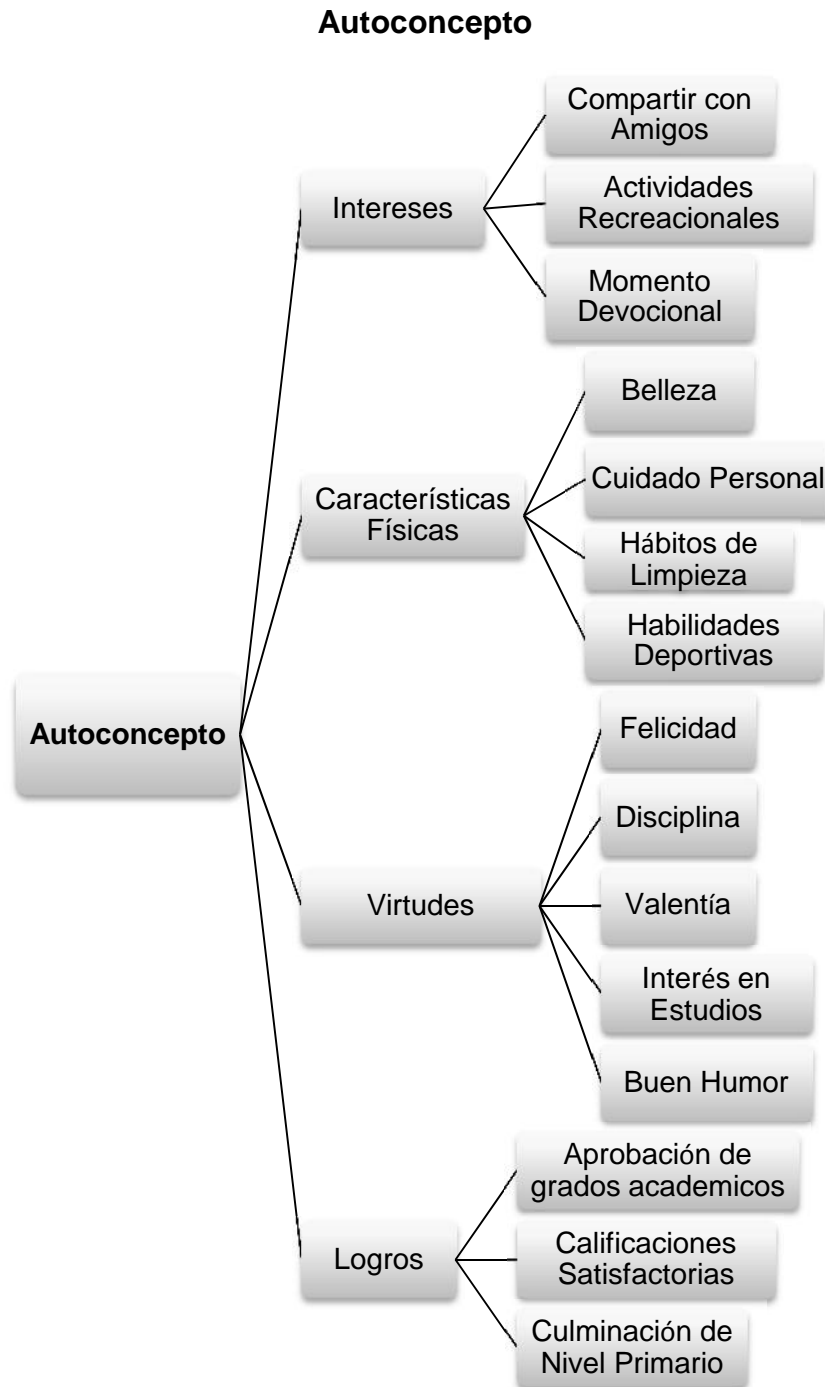 Autoconcepto
Compartir con
Amigos
Intereses
Actividades
Recreacionales
Momento
Devocional
Belleza
Características
Físicas
Cuidado Personal
Hábitos de
Limpieza
Habilidades
Deportivas
Autoconcepto
Felicidad
Disciplina
Virtudes
Valentía
Interés en
Estudios
Buen Humor
Aprobación de
grados academicos
Logros
Calificaciones
Satisfactorias
Culminación de
Nivel Primario